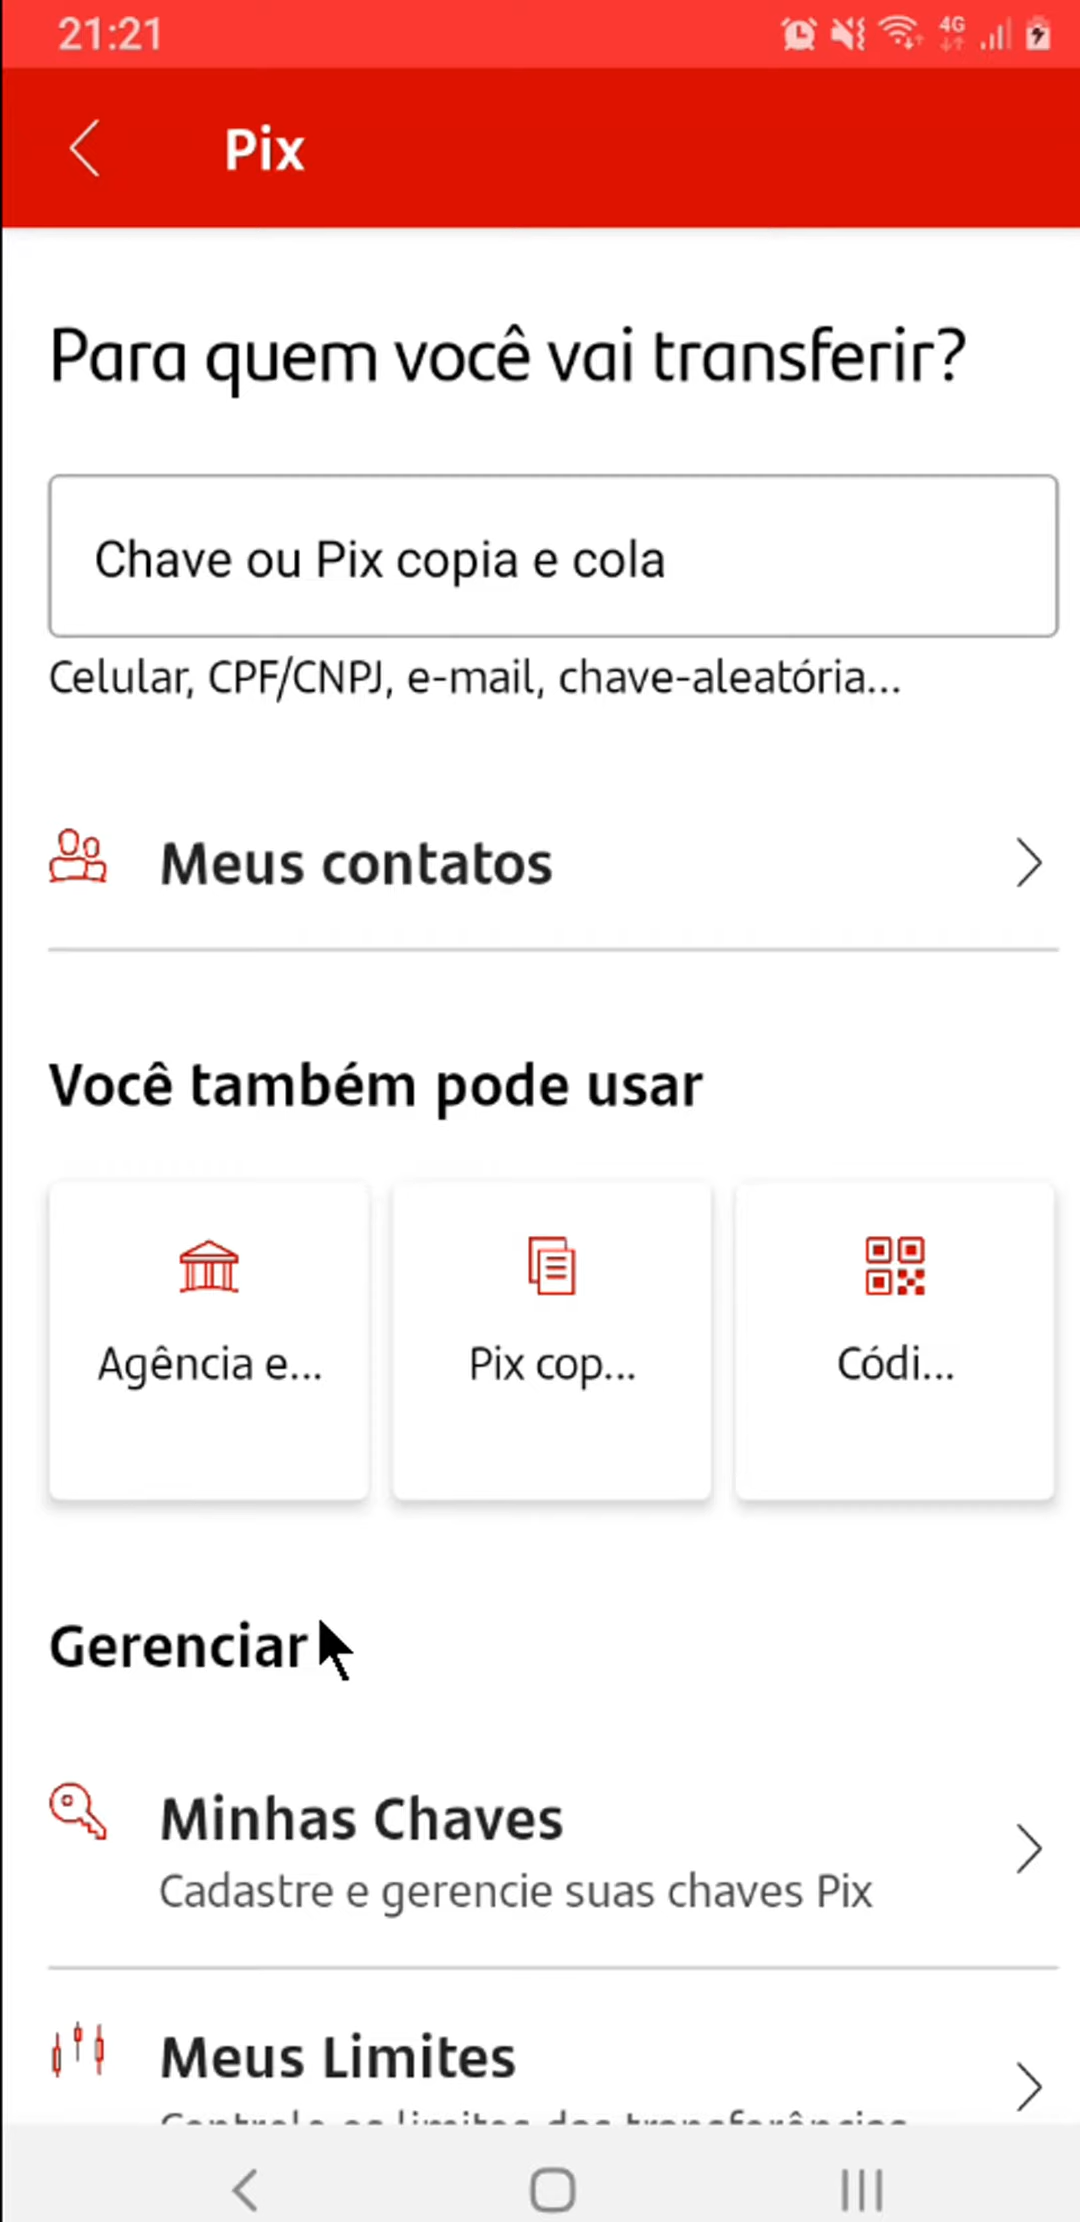 21:21
4G
Pix
Para quem você vai transferir?
Chave ou Pix copia e cola
Celular, CPF/CNPJ, e-mail, chave-aleatória...
Meus contatos
Você também pode usar
Agência e...
Pix cop...
Códi...
Gerenciar
Minhas Chaves
Cadastre e gerencie suas chaves Pix
Meus Limites
Controle os limites das transferências